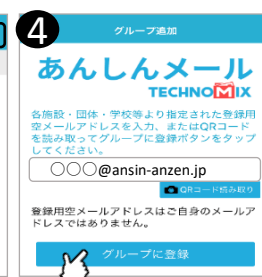 4
グループ追加
あんしんメール
TECHNOMIX
各施設・団体・学校等より指定された登録用
空メールアドレスを入力、またはQRコード
を読み取ってグループに登録ボタンをタップ
してください。
○○○@ansin-anzen.jp
QRコード読み取り
登録用空メールアドレスはご自身のメールア
ドレスではありません。
グループに登録